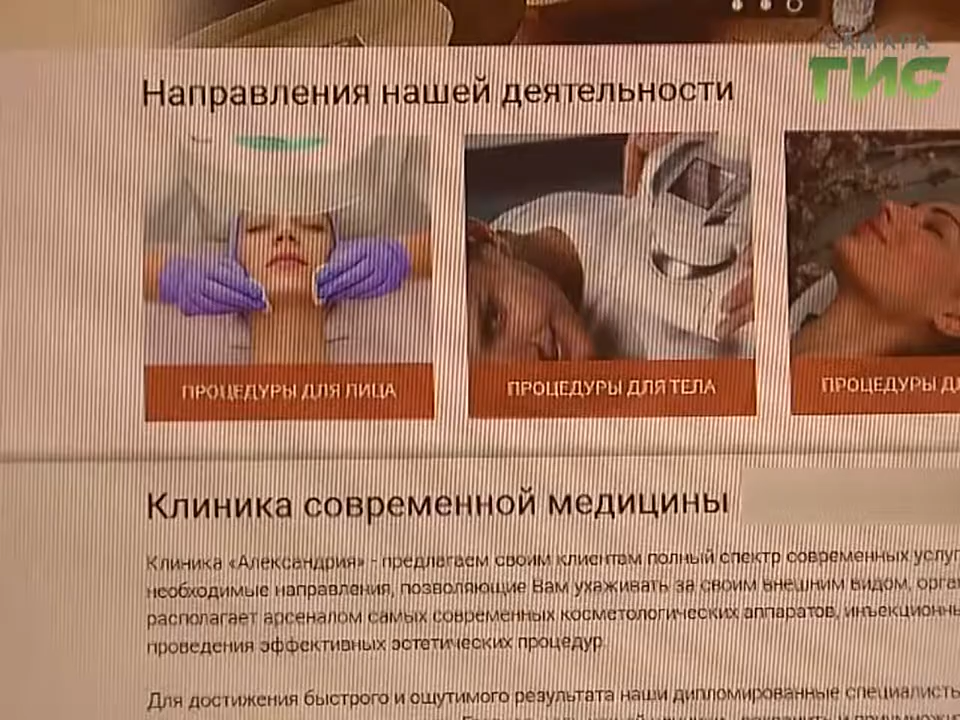 САМАРА
ГИС
Направления нашей деятельности
ПРОЦЕДУРЫ ДЛЯ ЛИЦА
ПРОЦЕДУРЫ ДЛЯ ТЕЛА
ПРОЦЕДУРЫ
Клиника современной медицины
Клиника «Александрия» - предлагаем своим клиентам полный спектр современных
необходимые направления, позволяющие Вам ухаживать за своим внешним видом,
располагает арсеналом самых современных косметологических аппаратов,
проведения эффективных эстетических процедур.
Для достижения быстрого и ощутимого результата наши дипломированные